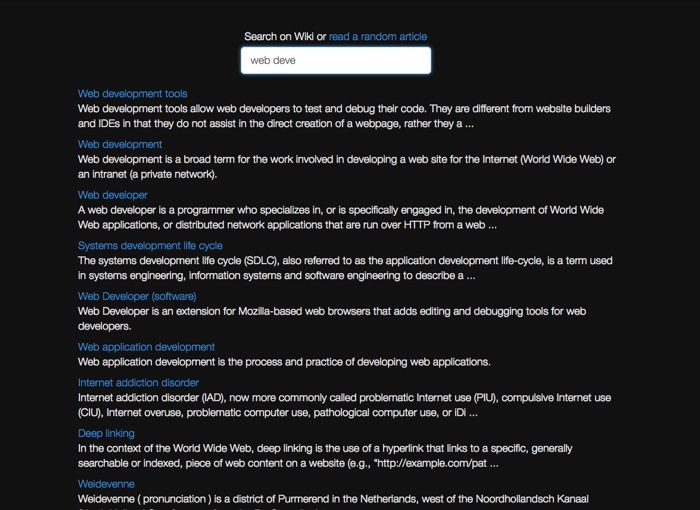 Search on Wiki or read a random article
web deve
Web development tools
Web development tools allow web developers to test and debug their code. They are different from website builders
and IDEs in that they do not assist in the direct creation of a webpage, rather they a ...
Web development
Web development is a broad term for the work involved in developing a web site for the Internet (World Wide Web) or
an intranet (a private network).
Web developer
A web developer is a programmer who specializes in, or is specifically engaged in, the development of World Wide
Web applications, or distributed network applications that are run over HTTP from a web ...
Systems development life cycle
The systems development life cycle (SDLC), also referred to as the application development life-cycle, is a term used
in systems engineering, information systems and software engineering to describe a ...
Web Developer (software)
Web Developer is an extension for Mozilla-based web browsers that adds editing and debugging tools for web
developers.
Web application development
Web application development is the process and practice of developing web applications.
Internet addiction disorder
Internet addiction disorder (IAD), now more commonly called problematic Internet use (PIU), compulsive Internet use
(CIU), Internet overuse, problematic computer use, pathological computer use, or iDi ...
Deep linking
In the context of the World Wide Web, deep linking is the use of a hyperlink that links to a specific, generally
searchable or indexed, piece of web content on a website (e.g., "http://example.com/pat ...
Weidevenne
Weidevenne ( pronunciation ) is a district of Purmerend in the Netherlands, west of the Noordhollandsch Kanaal